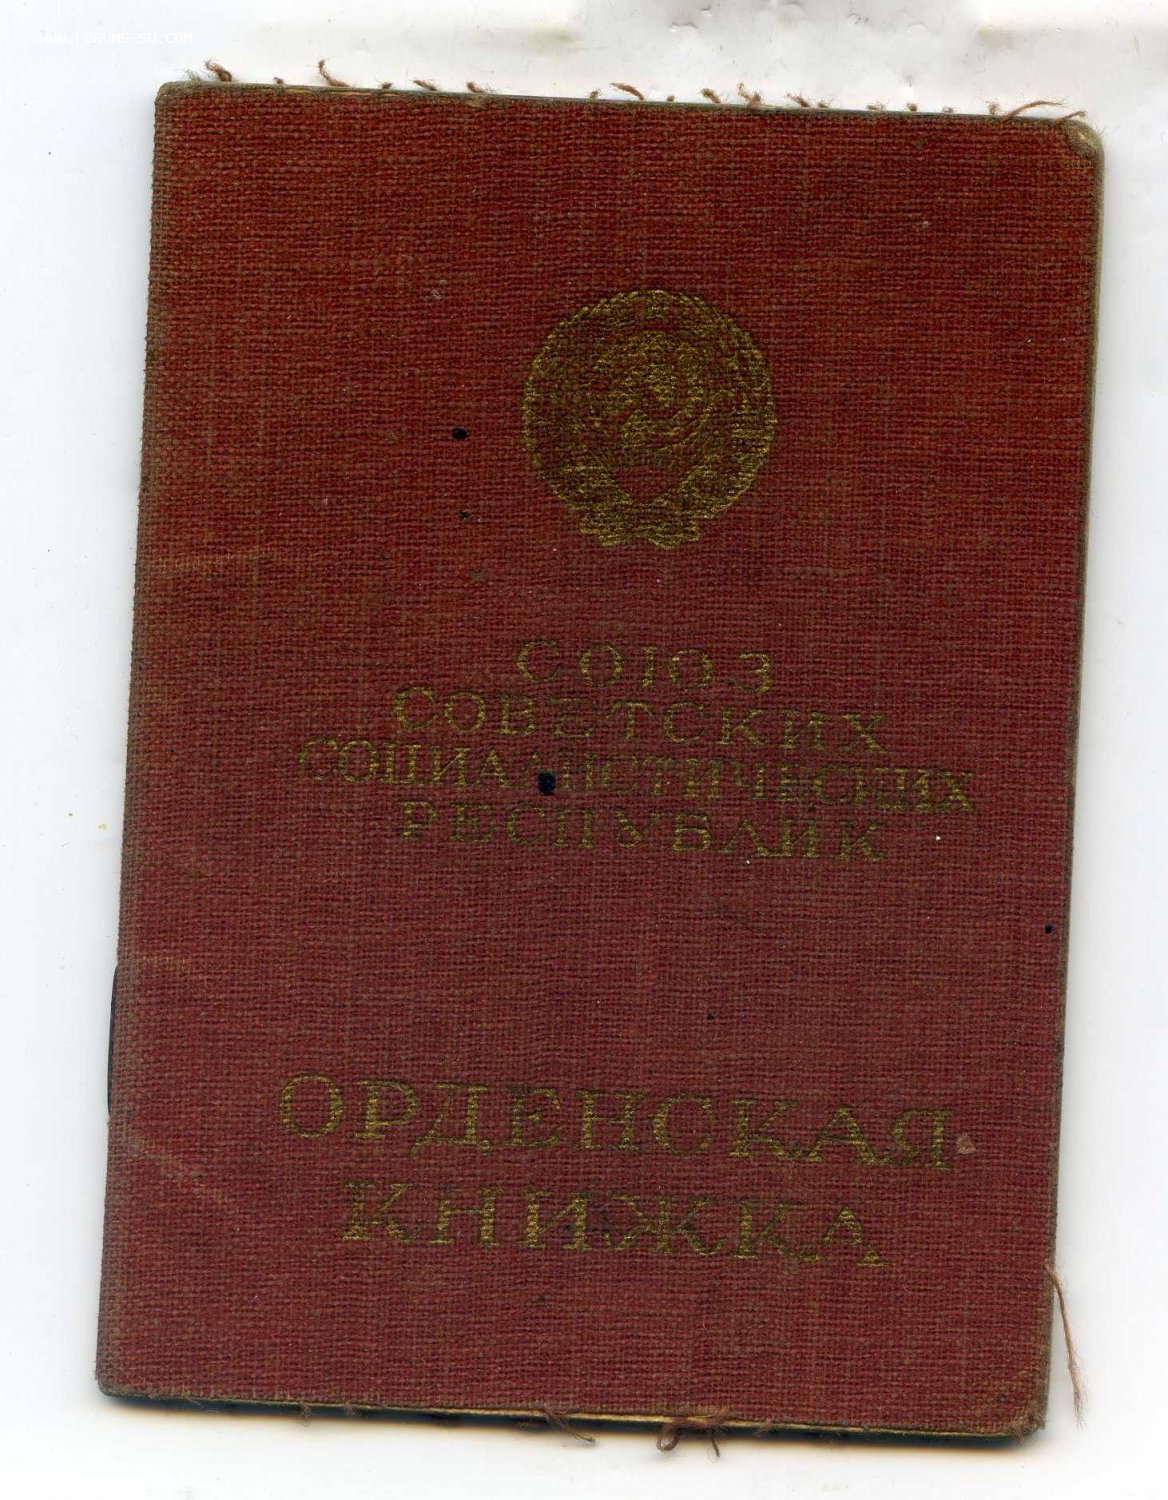 WWW.FORUMS-SU.COM
СОЮЗ
СОВЕТСКИХ
СОЦИАЛИСТИЧЕСКИХ
РЕСПУБЛИК
ОРДЕНСКАЯ
КНИЖКА